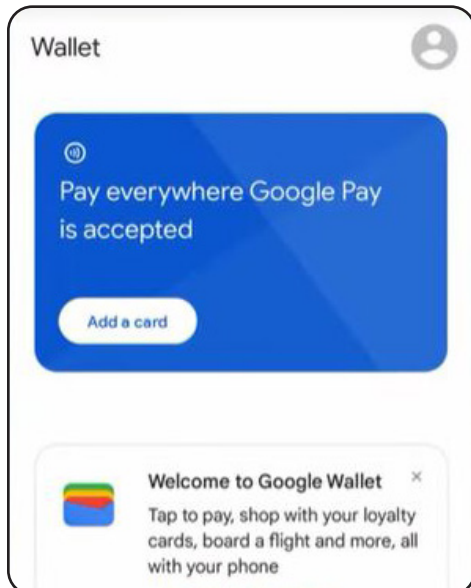 Wallet
Pay everywhere Google Pay
is accepted
Add a card
Welcome to Google Wallet
Tap to pay, shop with your loyalty
cards, board a flight and more, all
with your phone